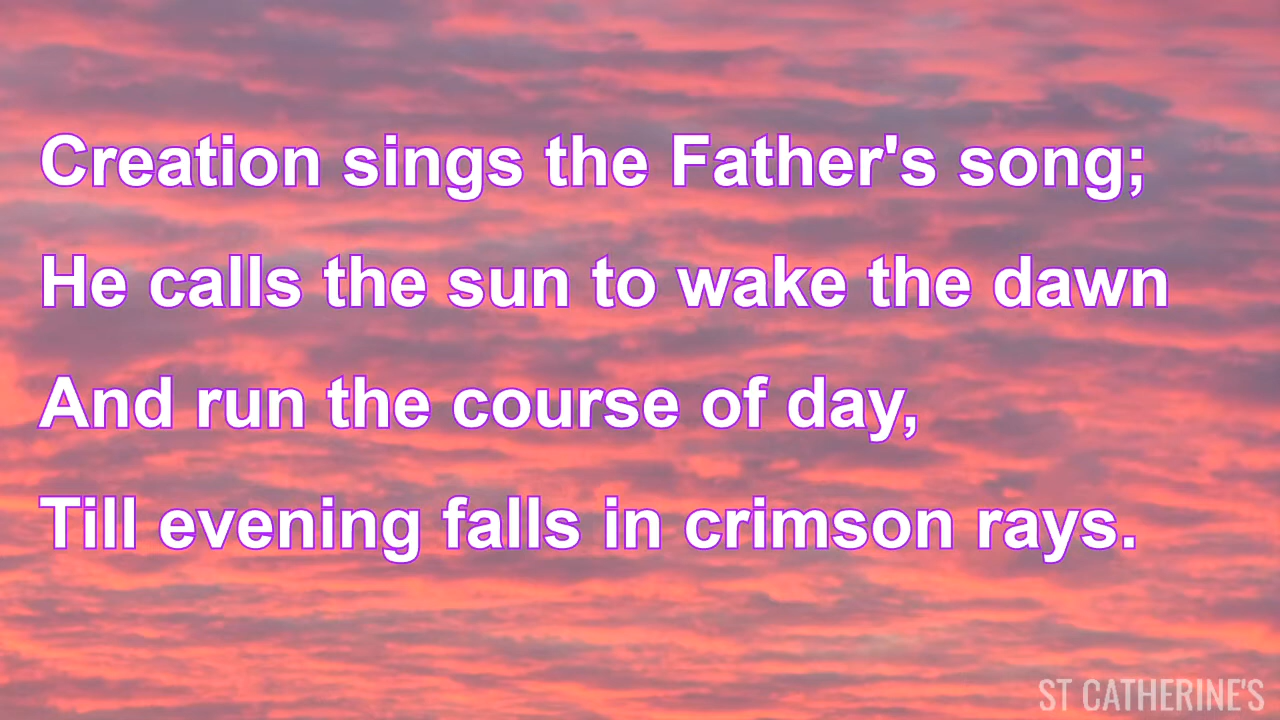 Creation sings the Father's song;
He calls the sun to wake the dawn
And run the course of day,
Till evening falls in crimson rays.
ST CATHERINE'S